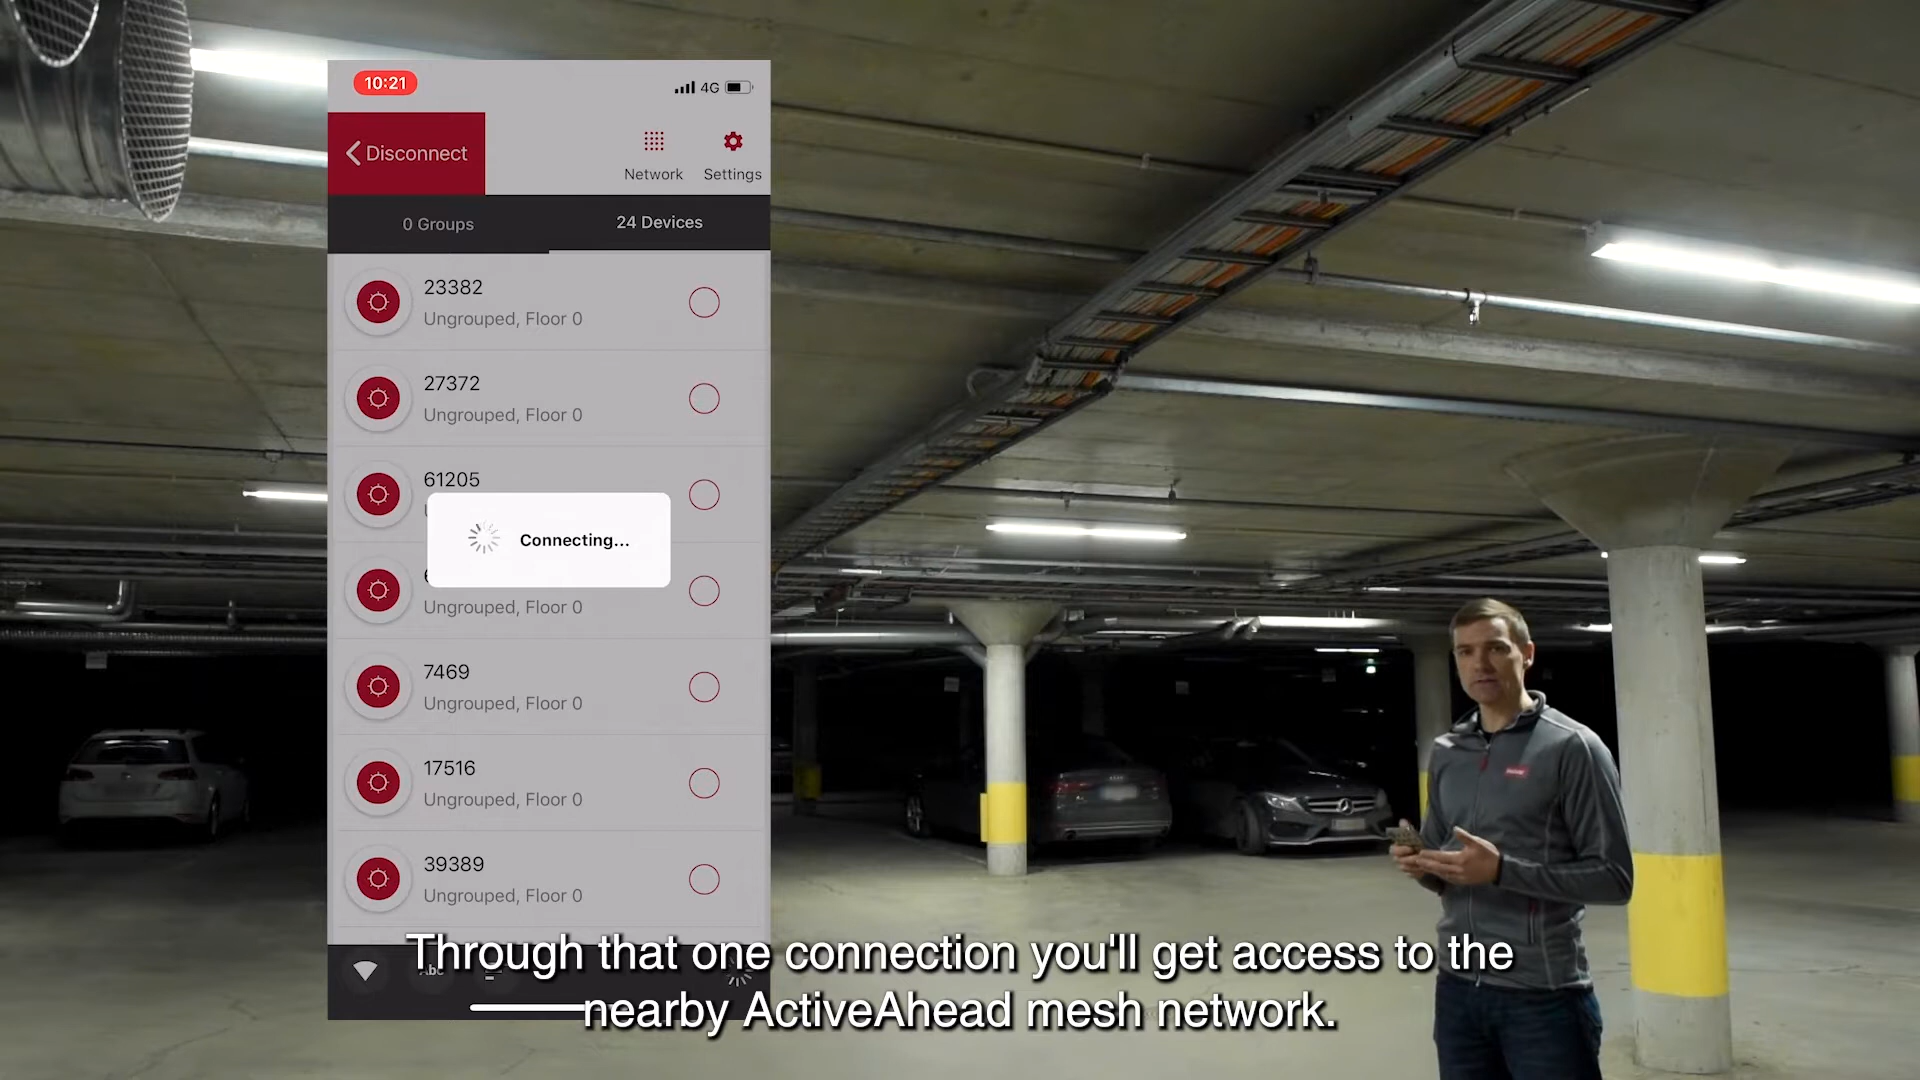 10:21
4G
Disconnect
Network
Settings
0 Groups
24 Devices
23382
Ungrouped, Floor 0
27372
Ungrouped, Floor 0
61205
Connecting...
Ungrouped, Floor 0
7469
Ungrouped, Floor 0
17516
Ungrouped, Floor 0
39389
Ungrouped, Floor 0
Abc
Through that one connection you'll get access to the
nearby ActiveAhead mesh network.